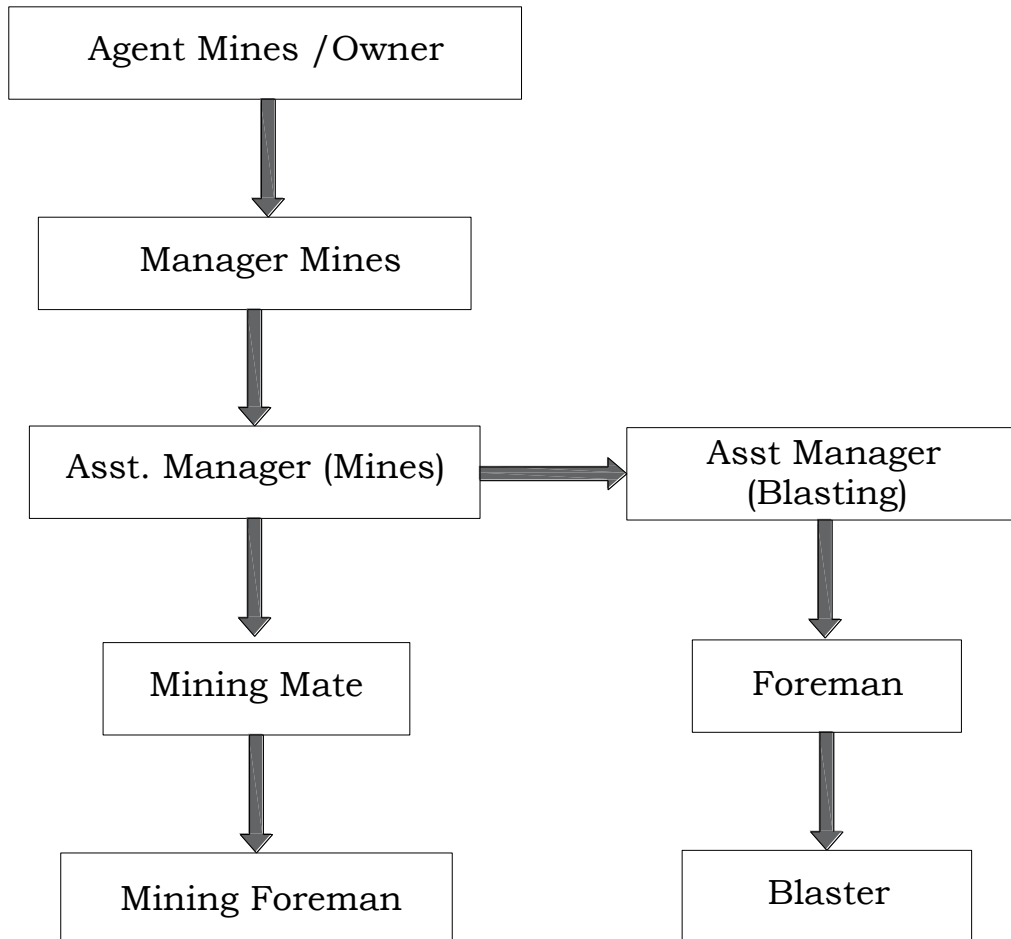 Agent Mines /Owner
Manager Mines
Asst. Manager (Mines)
Asst Manager
(Blasting)
Mining Mate
Foreman
Mining Foreman
Blaster